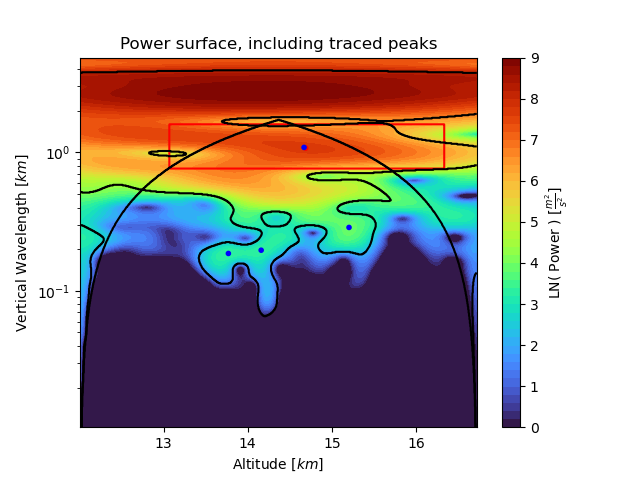 Power surface, including traced peaks
Vertical Wavelength [km]
10⁰
10⁻¹
13 14 15 16
Altitude [km]
9
8
7
6
5
4
3
2
1
0
LN( Power ) [m²/s²]